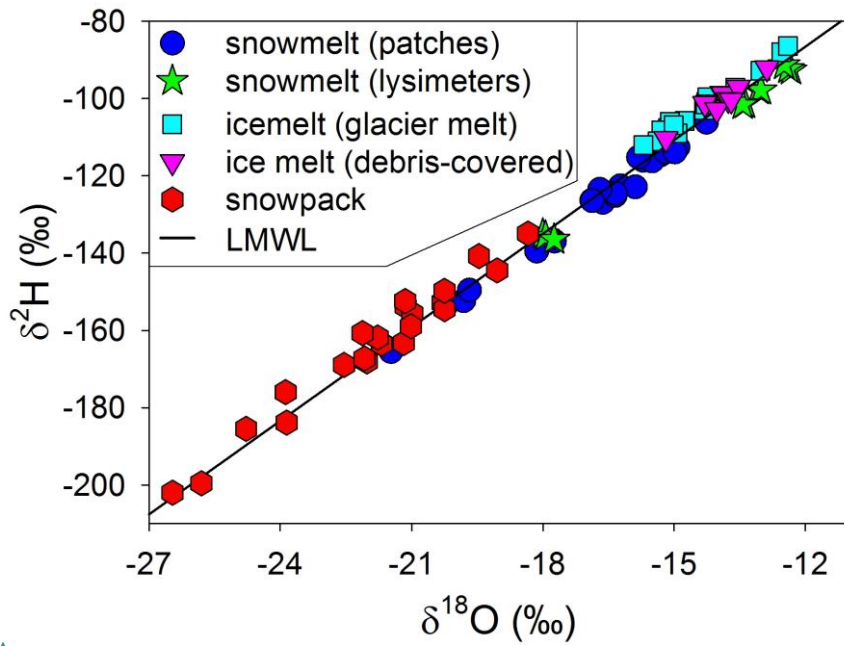 -80
-100
-120
-140
-160
-180
-200
δ²H (‰)
snowmelt (patches)
snowmelt (lysimeters)
icemelt (glacier melt)
ice melt (debris-covered)
snowpack
LMWL
-27 -24 -21 -18 -15 -12
δ¹⁸O (‰)